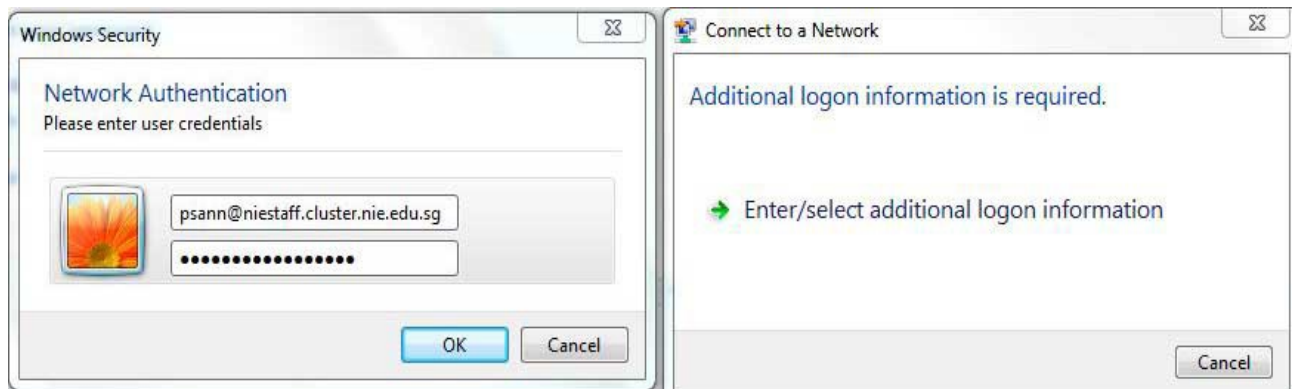 Windows Security
Network Authentication
Please enter user credentials
psann@niestaff.cluster.nie.edu.sg
•••••••••••••••••
OK
Cancel
Connect to a Network
Additional logon information is required.
Enter/select additional logon information
Cancel